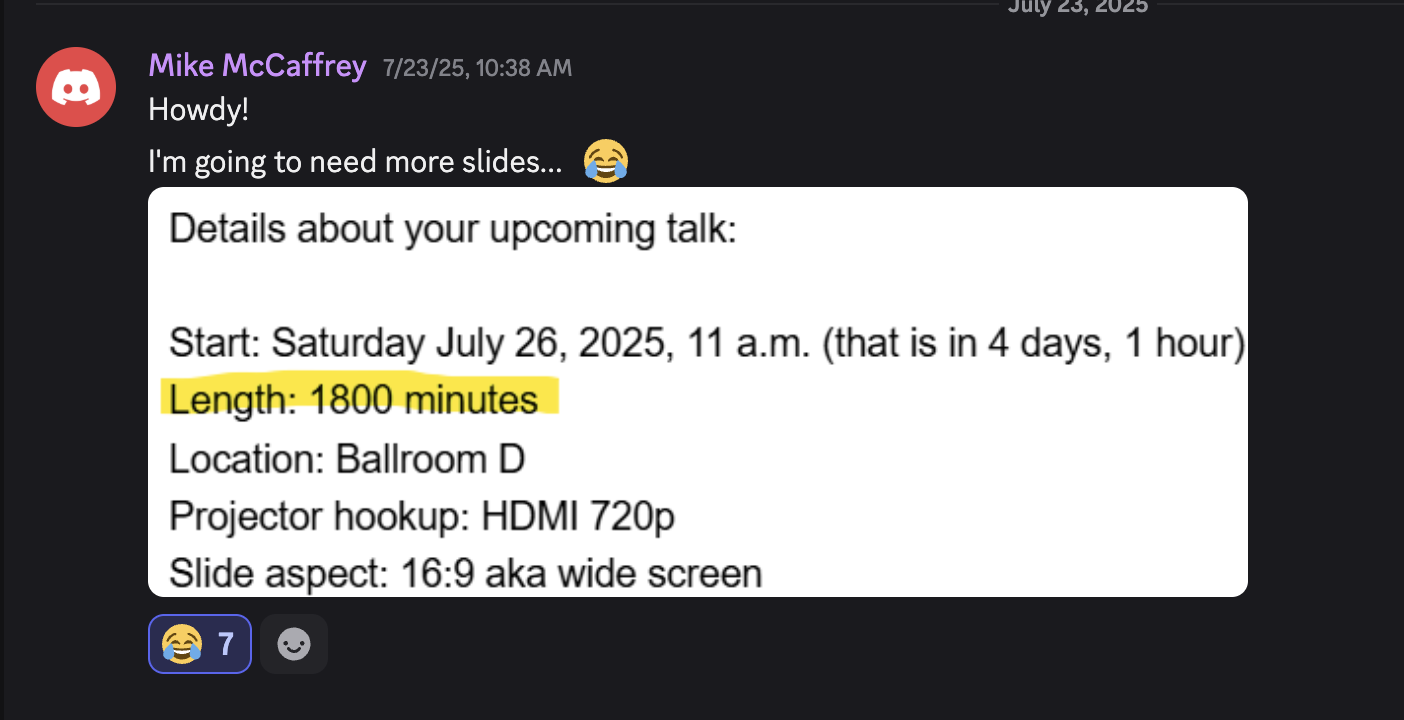 July 23, 2025
Mike McCaffrey 7/23/25, 10:38 AM
Howdy!
I'm going to need more slides... 😂
Details about your upcoming talk:
Start: Saturday July 26, 2025, 11 a.m. (that is in 4 days, 1 hour)
Length: 1800 minutes
Location: Ballroom D
Projector hookup: HDMI 720p
Slide aspect: 16:9 aka wide screen
😂 7